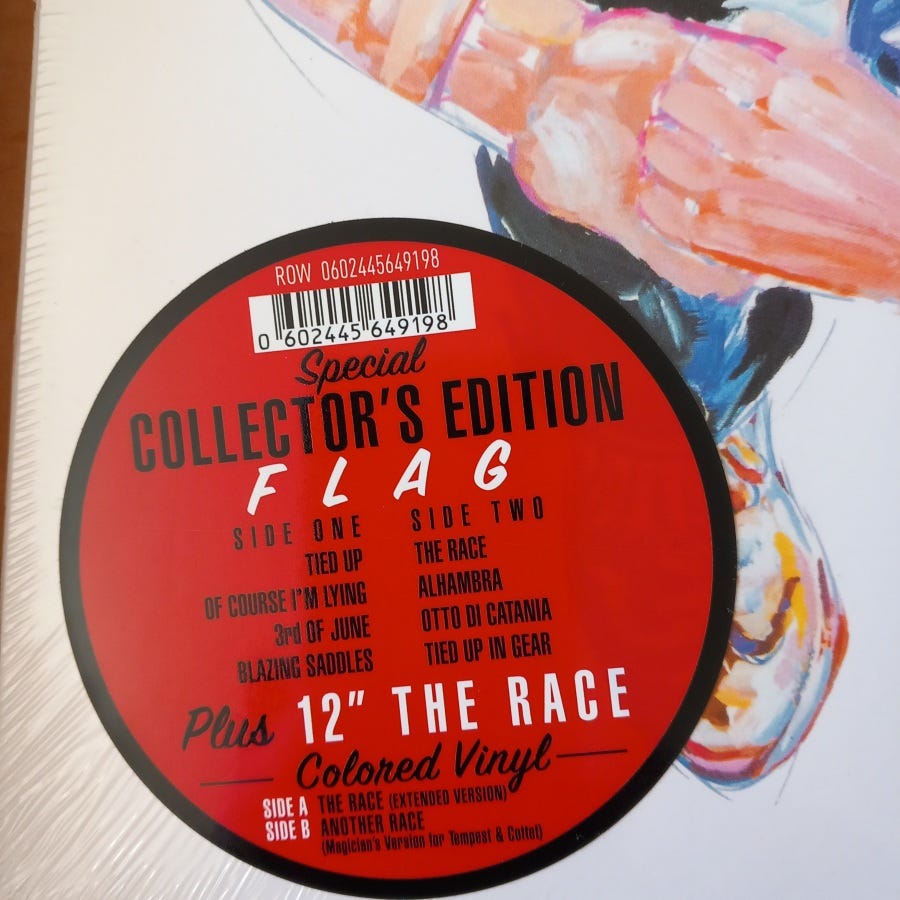 ROW 0602445649198
0 602445 649198
Special
COLLECTOR'S EDITION
FLAG
SIDE ONE
TIED UP
OF COURSE I'M LYING
3rd OF JUNE
BLAZING SADDLES
SIDE TWO
THE RACE
ALHAMBRA
OTTO DI CATANIA
TIED UP IN GEAR
Plus 12" THE RACE
Colored Vinyl
SIDE A THE RACE (EXTENDED VERSION)
SIDE B ANOTHER RACE
(Magician's Version for Tempest & Cottet)